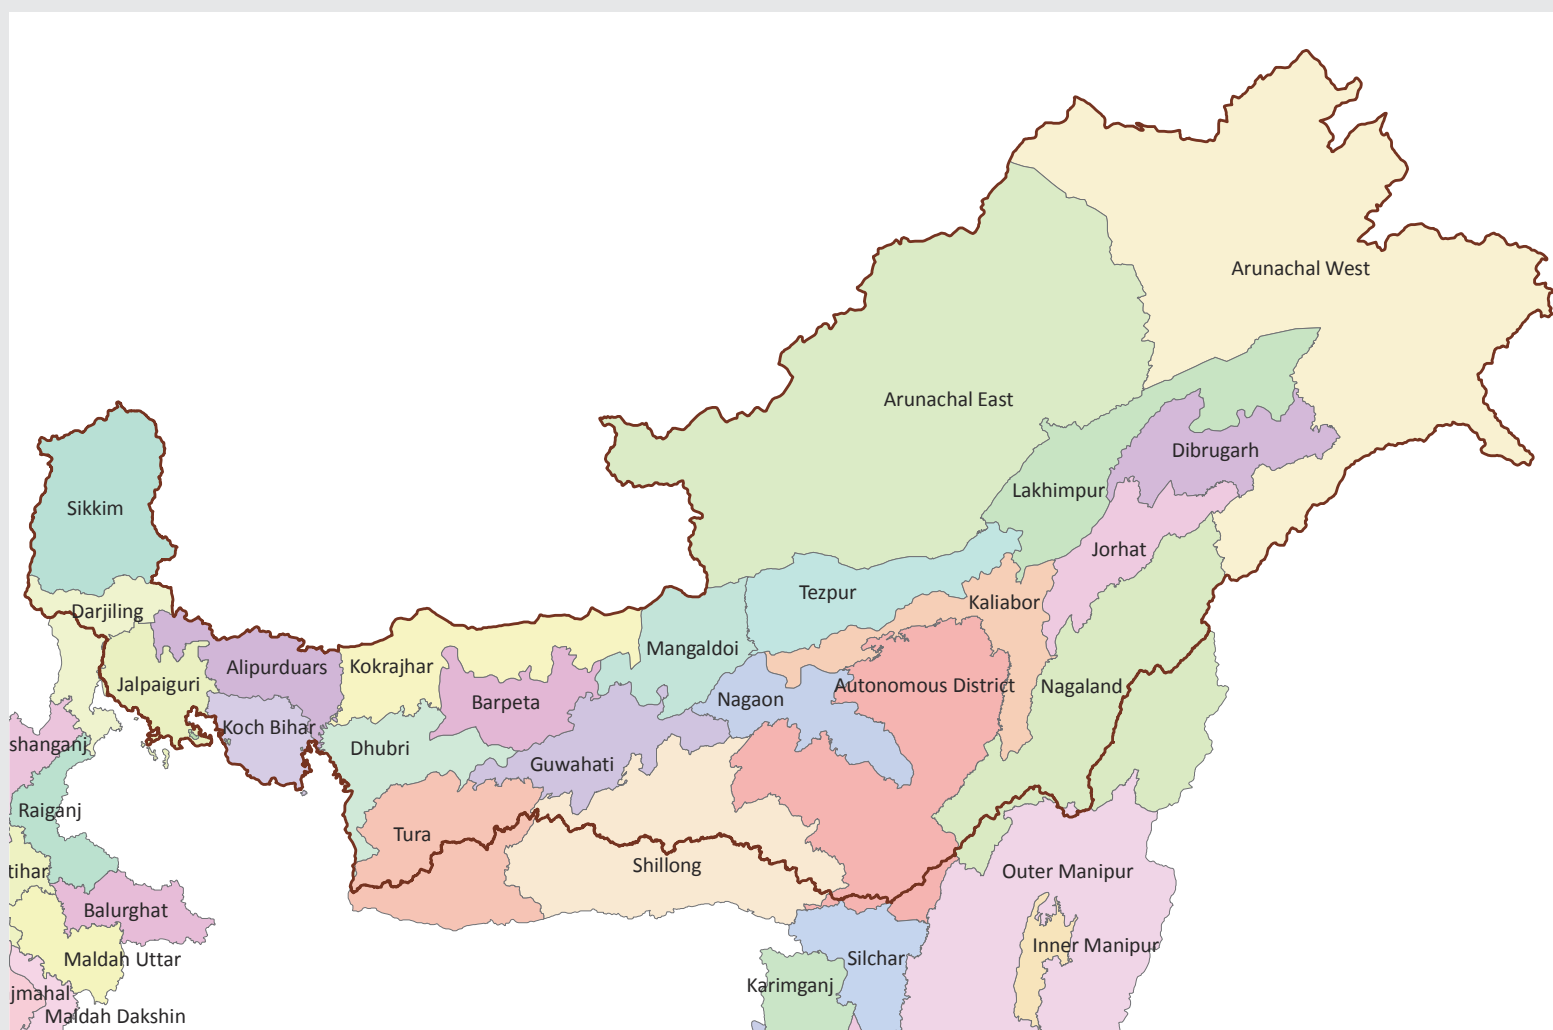 Arunachal West
Arunachal East
Dibrugarh
Lakhimpur
Sikkim
Jorhat
Tezpur
Kaliabor
Darjiling
Mangaldoi
Alipurduars
Kokrajhar
Jalpaiguri
Autonomous District
Nagaland
Nagaon
Barpeta
Koch Bihar
shanganj
Dhubri
Guwahati
Raiganj
Tura
Shillong
tihar
Outer Manipur
Balurghat
Inner Manipur
Maldah Uttar
Silchar
Karimganj
jmahal
Maldah Dakshin